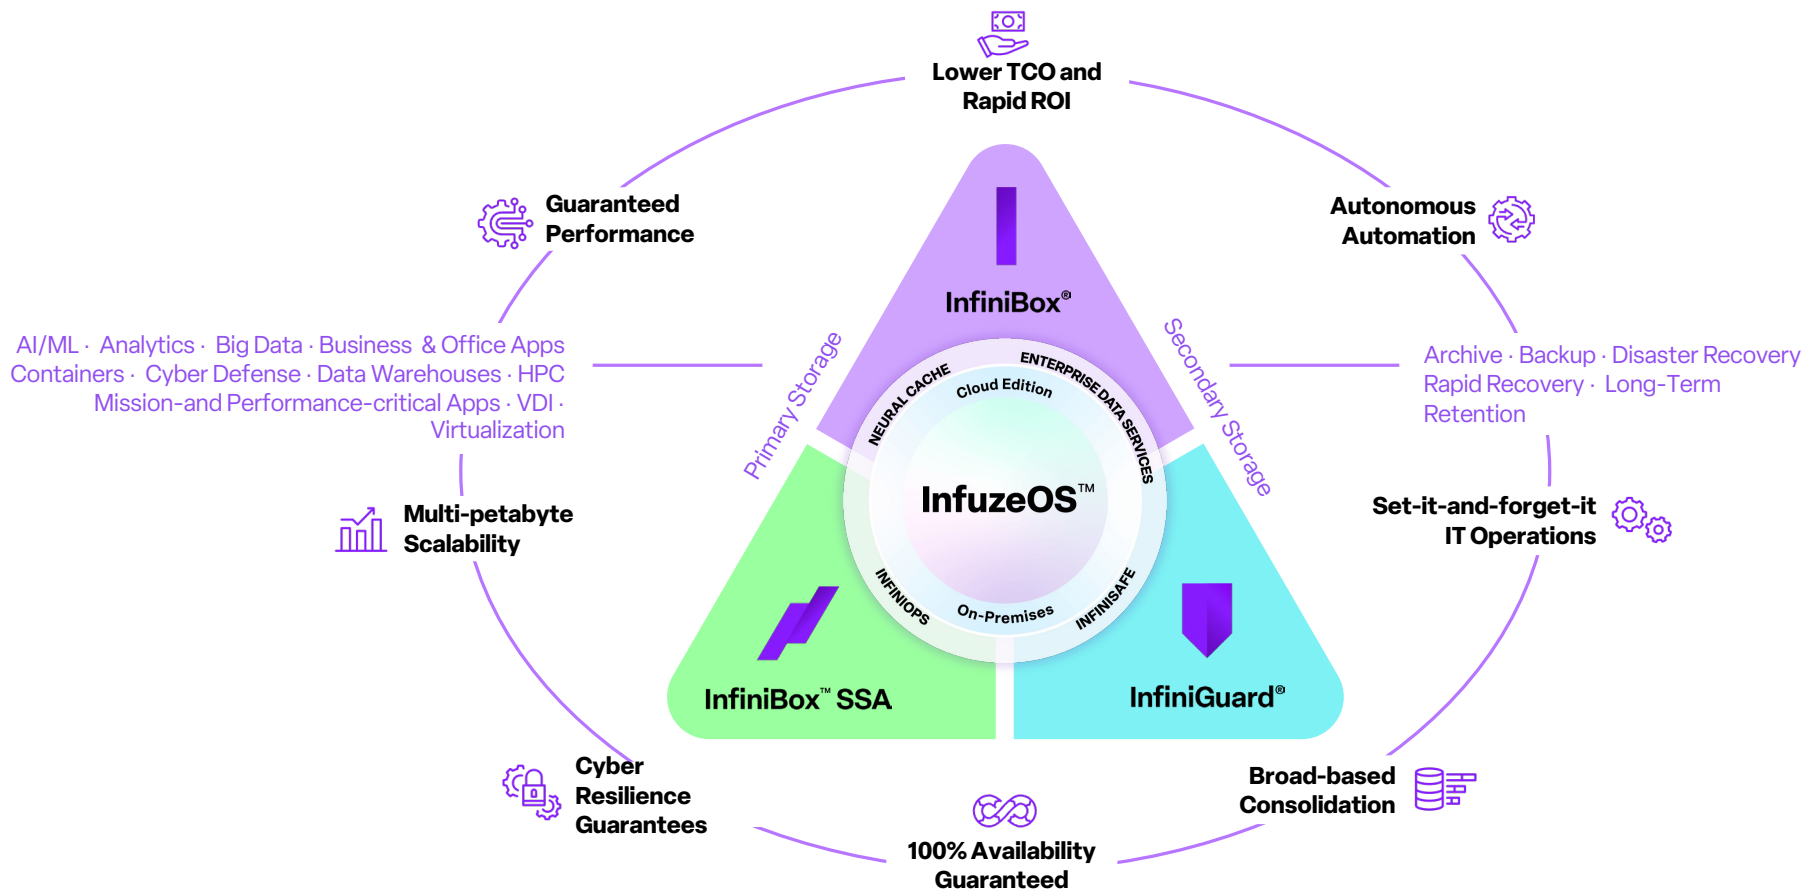 Lower TCO and
Rapid ROI
Guaranteed
Performance
Autonomous
Automation
InfiniBox®
AI/ML · Analytics · Big Data · Business & Office Apps
Containers · Cyber Defense · Data Warehouses · HPC
Mission-and Performance-critical Apps · VDI ·
Virtualization
Primary Storage
Secondary Storage
Archive · Backup · Disaster Recovery
Rapid Recovery · Long-Term
Retention
NEURAL CACHE
ENTERPRISE DATA SERVICES
Cloud Edition
InfuzeOS™
On-Premises
INFINIOPS
INFINISAFE
Multi-petabyte
Scalability
Set-it-and-forget-it
IT Operations
InfiniBox™ SSA
InfiniGuard®
Cyber
Resilience
Guarantees
Broad-based
Consolidation
100% Availability
Guaranteed